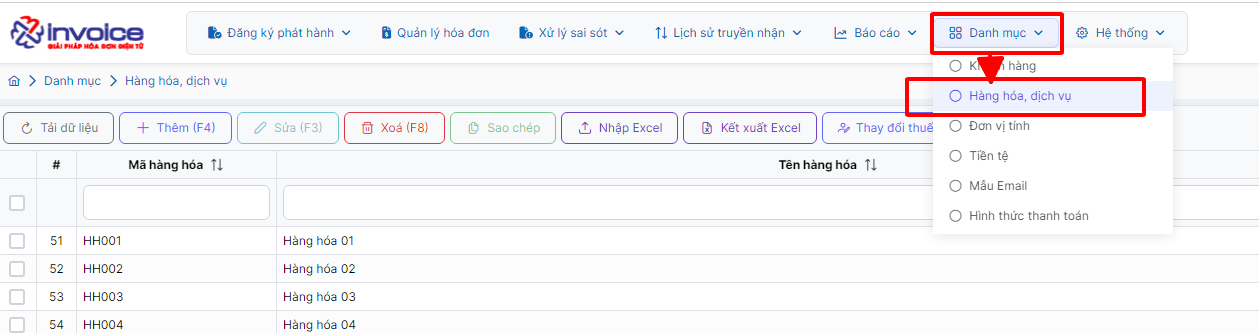 invoice
GIẢI PHÁP HÓA ĐƠN ĐIỆN TỬ
Đăng ký phát hành
Quản lý hóa đơn
Xử lý sai sót
Lịch sử truyền nhận
Báo cáo
Danh mục
Hệ thống
Danh mục
Hàng hóa, dịch vụ
Hàng hóa, dịch vụ
Đơn vị tính
Tiền tệ
Mẫu Email
Hình thức thanh toán
Tải dữ liệu
Thêm (F4)
Sửa (F3)
Xoá (F8)
Sao chép
Nhập Excel
Kết xuất Excel
Thay đổi thuế
#
Mã hàng hóa
Tên hàng hóa
51 HH001 Hàng hóa 01
52 HH002 Hàng hóa 02
53 HH003 Hàng hóa 03
54 HH004 Hàng hóa 04